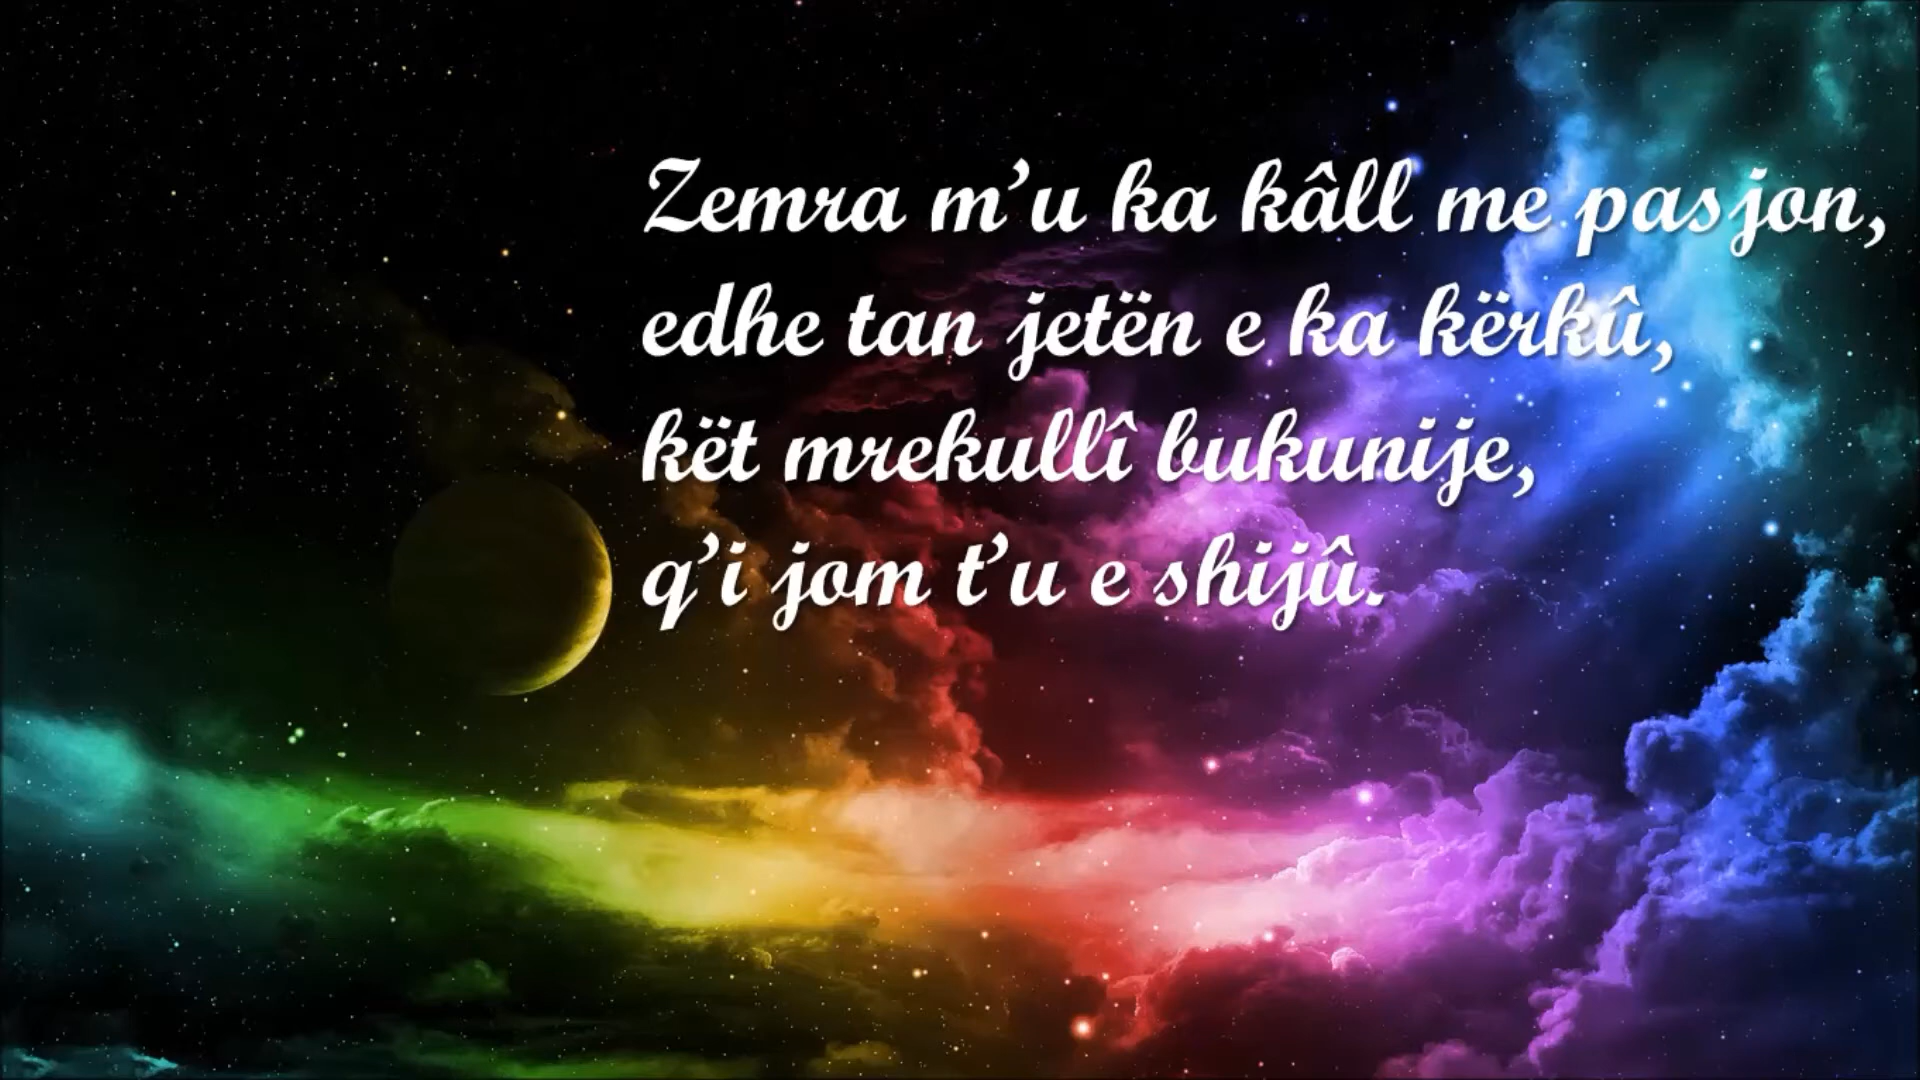 Zemra m’u ka kâll me pasjon,
edhe tan jetën e ka kërkû,
kët mrekullî bukunije,
q’i jom t’u e shijû.